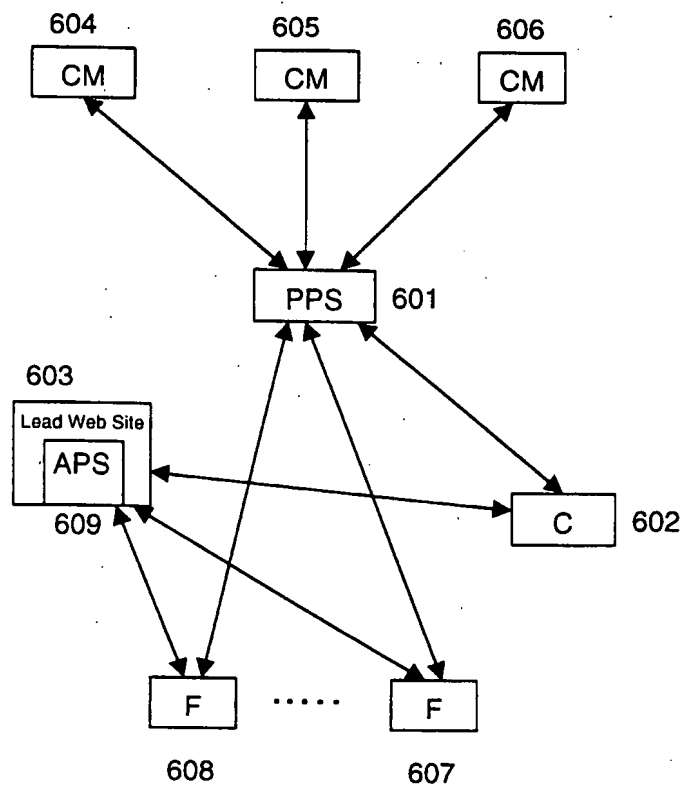 604
605
606
CM
CM
CM
PPS
601
603
Lead Web Site
APS
609
C
602
F
.....
F
608
607